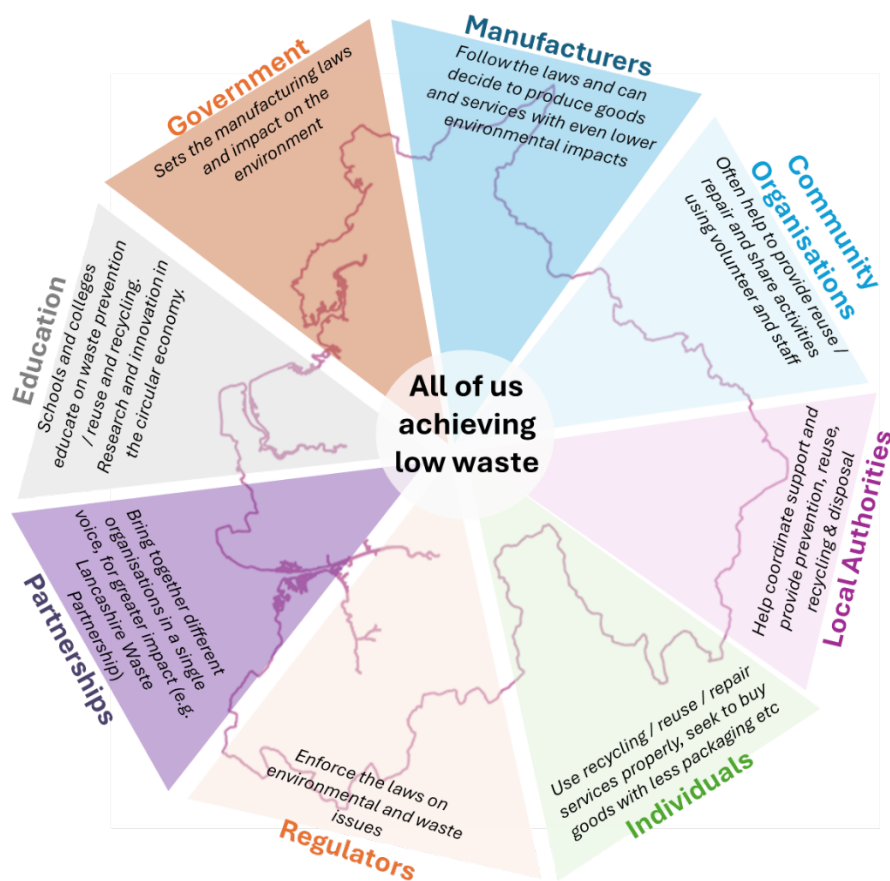 All of us
achieving
low waste
Government
Sets the manufacturing laws
and impact on the
environment
Manufacturers
Follow the laws and can
decide to produce goods
and services with even lower
environmental impacts
Community
Organisations
Often help to provide reuse /
repair and share activities
using volunteer and staff
Local Authorities
Help coordinate support and
provide prevention, reuse,
recycling & disposal
Individuals
Use recycling / reuse / repair
services properly, seek to buy
goods with less packaging etc
Regulators
Enforce the laws on
environmental and waste
issues
Partnerships
Bring together different
organisations in a single
voice, for greater impact (e.g.
Lancashire Waste
Partnership)
Education
Schools and colleges
educate on waste prevention
/ reuse and recycling.
Research and innovation in
the circular economy.